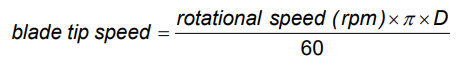 blade tip speed = rotational speed (rpm) × π × D
60